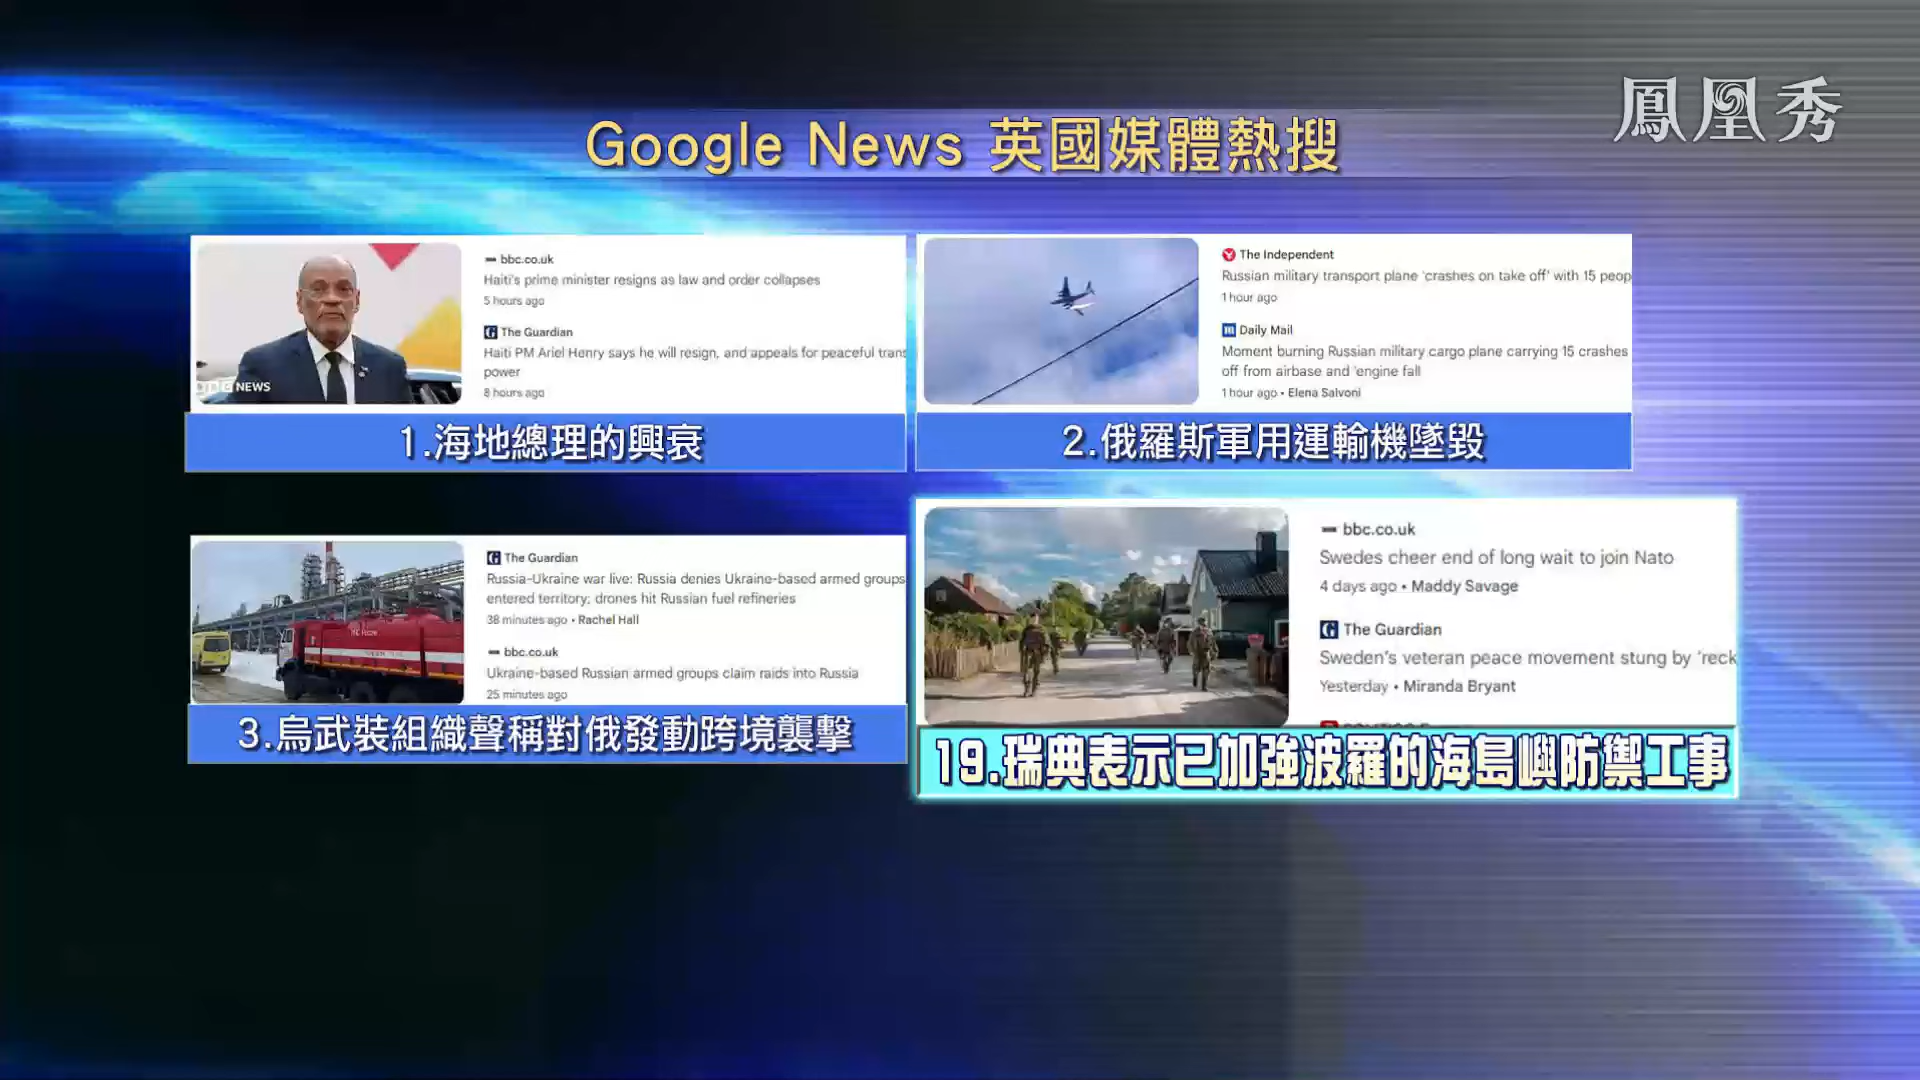 鳳凰秀
Google News 英國媒體熱搜
bbc.co.uk
Haiti's prime minister resigns as law and order collapses
5 hours ago
The Guardian
Haiti PM Ariel Henry says he will resign, and appeals for peaceful trans
power
8 hours ago
NEWS
1.海地總理的興衰
The Independent
Russian military transport plane 'crashes on take off' with 15 peop
1 hour ago
Daily Mail
Moment burning Russian military cargo plane carrying 15 crashes
off from airbase and 'engine fall
1 hour ago • Elena Salvoni
2.俄羅斯軍用運輸機墜毀
The Guardian
Russia-Ukraine war live: Russia denies Ukraine-based armed groups
entered territory; drones hit Russian fuel refineries
38 minutes ago • Rachel Hall
bbc.co.uk
Ukraine-based Russian armed groups claim raids into Russia
25 minutes ago
3.烏武裝組織聲稱對俄發動跨境襲擊
bbc.co.uk
Swedes cheer end of long wait to join Nato
4 days ago • Maddy Savage
The Guardian
Sweden's veteran peace movement stung by 'reck
Yesterday • Miranda Bryant
19.瑞典表示已加強波羅的海島嶼防禦工事